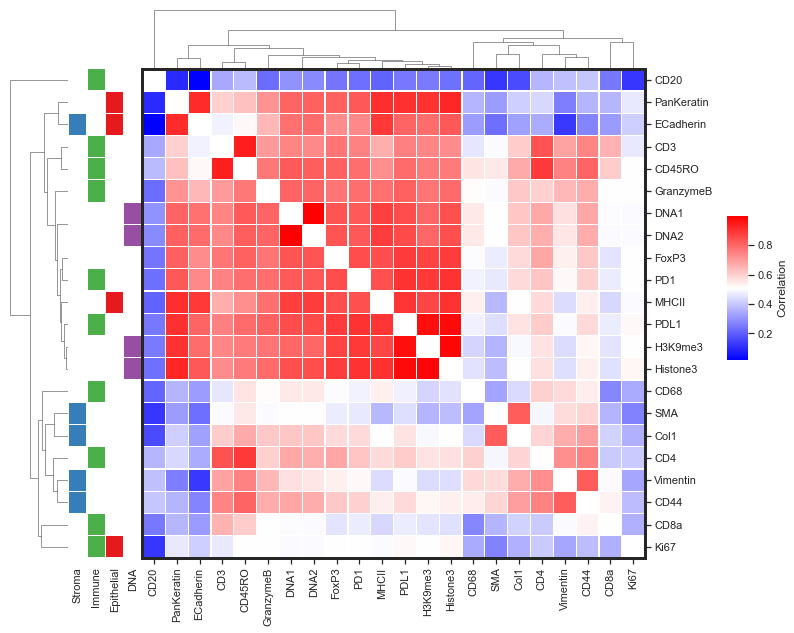 CD20
PanKeratin
ECadherin
CD3
CD45RO
GranzymeB
DNA1
DNA2
FoxP3
PD1
MHCII
PDL1
H3K9me3
Histone3
CD68
SMA
Col1
CD4
Vimentin
CD44
CD8a
Ki67
0.8
0.6
0.4
0.2
Correlation
Stroma
Immune
Epithelial
DNA
CD20
PanKeratin
ECadherin
CD3
CD45RO
GranzymeB
DNA1
DNA2
FoxP3
PD1
MHCII
PDL1
H3K9me3
Histone3
CD68
SMA
Col1
CD4
Vimentin
CD44
CD8a
Ki67